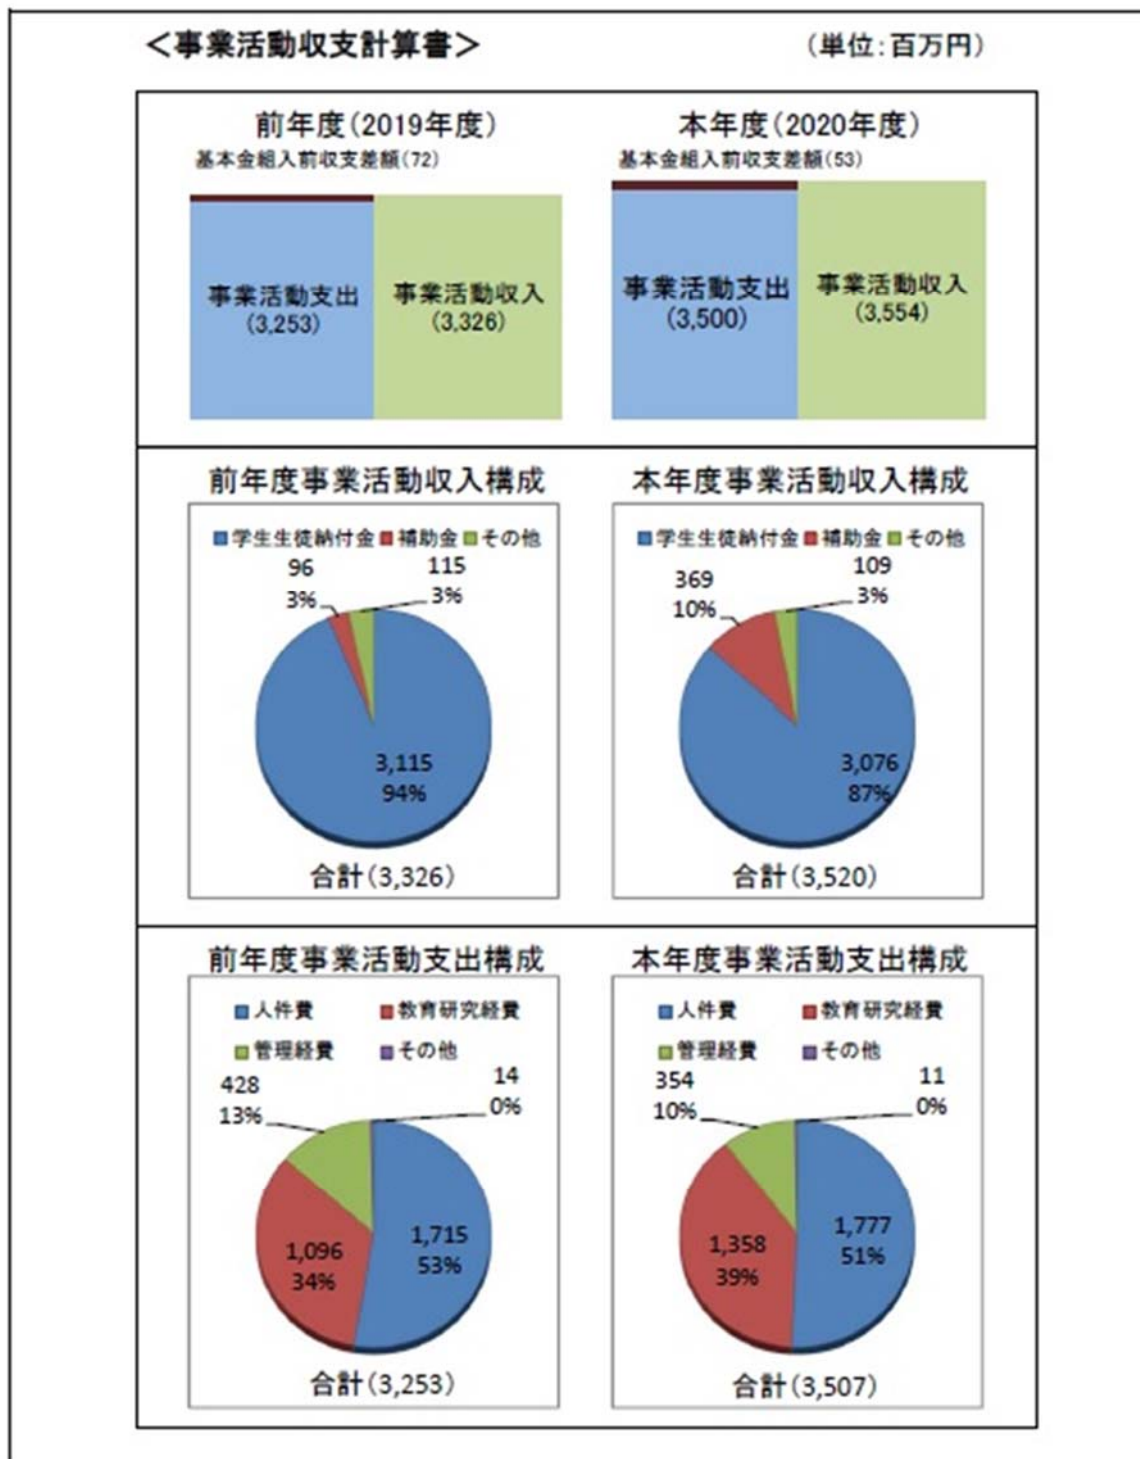 ＜事業活動収支計算書＞ （単位：百万円）
前年度（2019年度） 本年度（2020年度）
基本金組入前収支差額（72） 基本金組入前収支差額（53）
事業活動支出 事業活動収入 事業活動支出 事業活動収入
（3,253） （3,326） （3,500） （3,554）
前年度事業活動収入構成 本年度事業活動収入構成
学生生徒納付金 補助金 その他 学生生徒納付金 補助金 その他
96 115 369 109
3% 3% 10% 3%
3,115 3,076
94% 87%
合計（3,326） 合計（3,520）
前年度事業活動支出構成 本年度事業活動支出構成
人件費 教育研究経費 人件費 教育研究経費
管理経費 その他 管理経費 その他
428 14 354 11
13% 0% 10% 0%
1,096 1,715 1,358 1,777
34% 53% 39% 51%
合計（3,253） 合計（3,507）